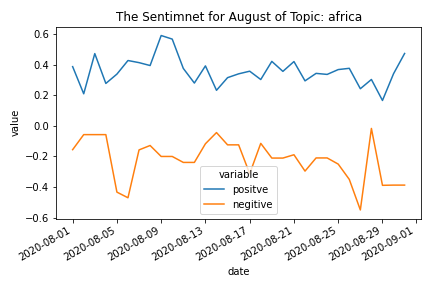 The Sentimnet for August of Topic: africa
value
0.6
0.4
0.2
0.0
−0.2
−0.4
−0.6
variable
positve
negitive
2020-08-01
2020-08-05
2020-08-09
2020-08-13
2020-08-17
2020-08-21
2020-08-25
2020-08-29
2020-09-01
date